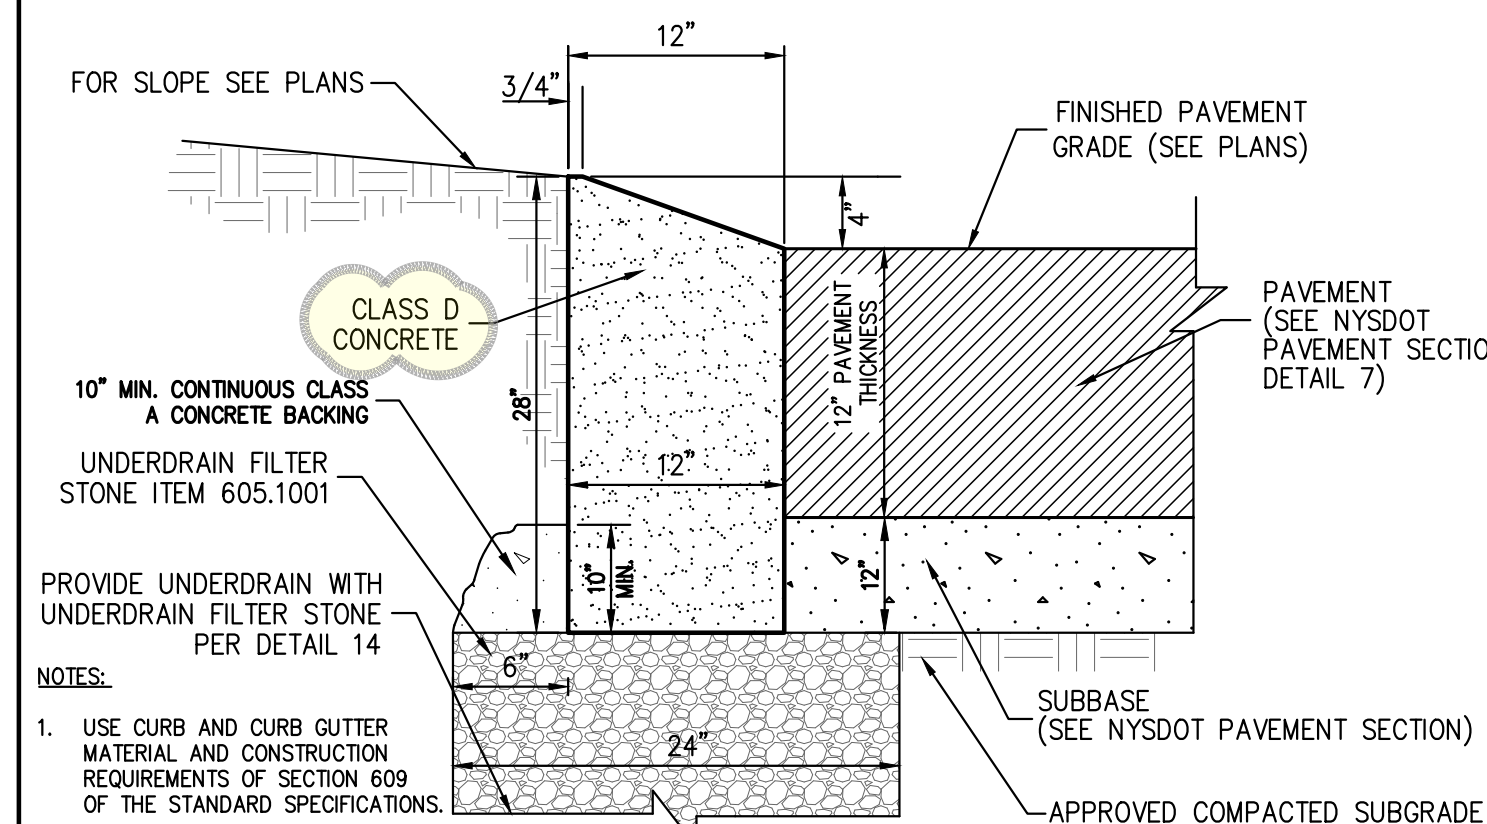 12"
3/4"
FOR SLOPE SEE PLANS
FINISHED PAVEMENT
GRADE (SEE PLANS)
4"
CLASS D
CONCRETE
12" PAVEMENT
THICKNESS
PAVEMENT
(SEE NYSDOT
PAVEMENT SECTIO
DETAIL 7)
10" MIN. CONTINUOUS CLASS
A CONCRETE BACKING
28"
UNDERDRAIN FILTER
STONE ITEM 605.1001
12"
10"
MIN.
12"
PROVIDE UNDERDRAIN WITH
UNDERDRAIN FILTER STONE
PER DETAIL 14
6"
NOTES:
SUBBASE
(SEE NYSDOT PAVEMENT SECTION)
1. USE CURB AND CURB GUTTER
MATERIAL AND CONSTRUCTION
REQUIREMENTS OF SECTION 609
OF THE STANDARD SPECIFICATIONS.
24"
APPROVED COMPACTED SUBGRADE